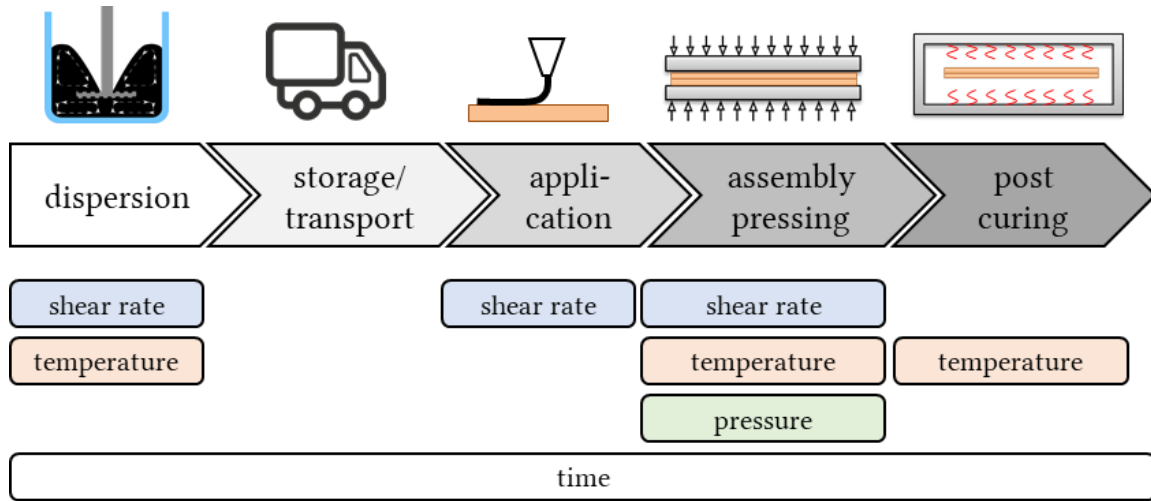 dispersion
storage/
transport
appli-
cation
assembly
pressing
post
curing
shear rate
shear rate
shear rate
temperature
temperature
temperature
pressure
time